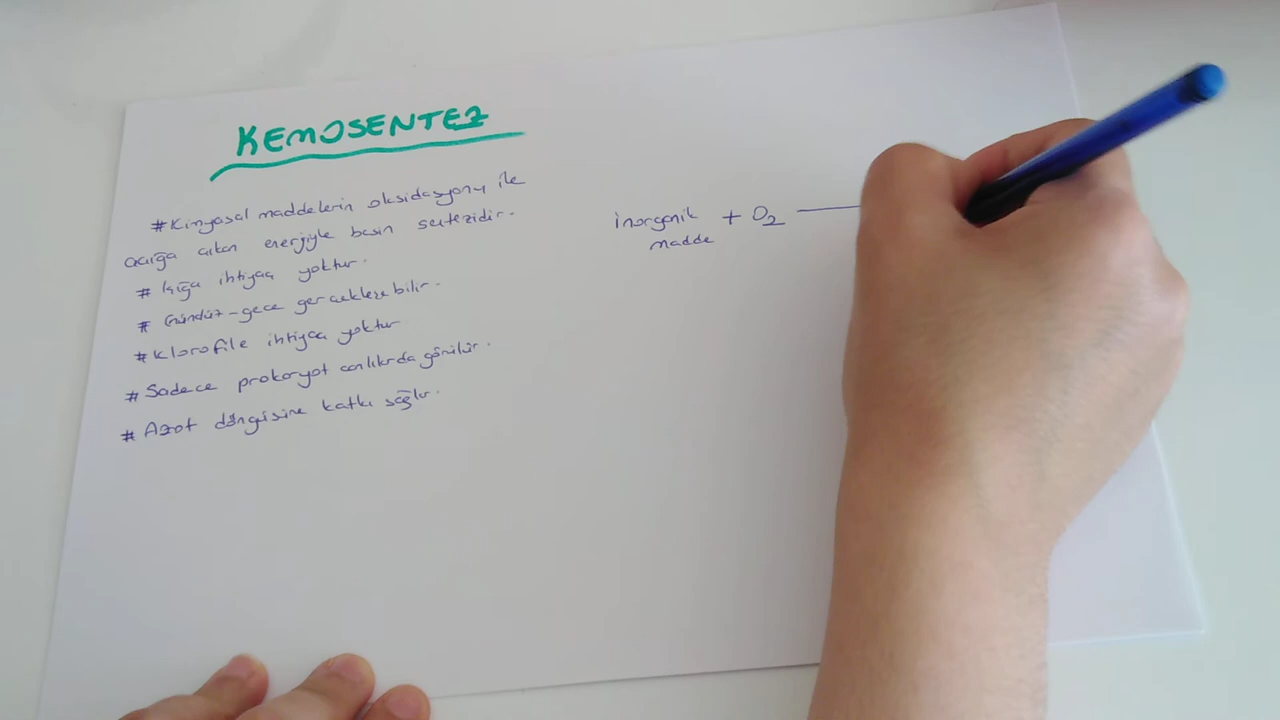 KEMOSENTEZ
# Kimyasal maddelerin oksidasyonu ile
açığa çıkan enerjiyle besin sentezidir.
# Işığa ihtiyaç yoktur.
# Gündüz-gece gerçekleşebilir.
# Klorofile ihtiyaç yoktur
# Sadece prokaryot canlılarda görülür.
# Azot döngüsüne katkı sağlar.
inorganik + O2
madde